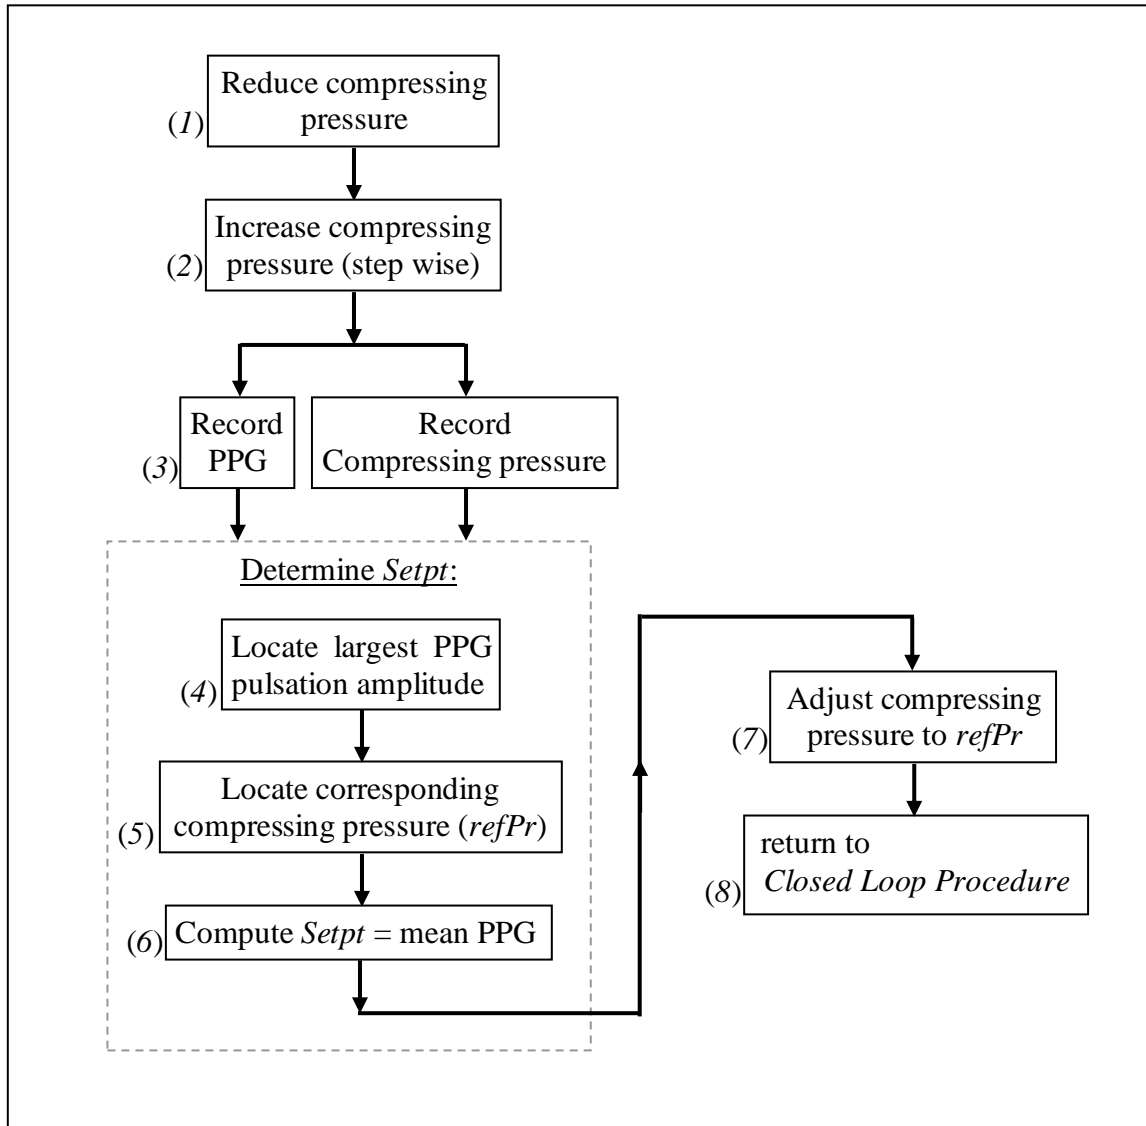 Reduce compressing
pressure
(1)
Increase compressing
pressure (step wise)
(2)
Record
PPG
(3)
Record
Compressing pressure
Determine Setpt:
Locate largest PPG
pulsation amplitude
(4)
Locate corresponding
compressing pressure (refPr)
(5)
Compute Setpt = mean PPG
(6)
Adjust compressing
pressure to refPr
(7)
return to
Closed Loop Procedure
(8)